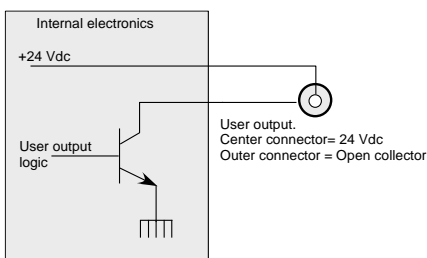 Internal electronics
+24 Vdc
User output.
Center connector= 24 Vdc
Outer connector = Open collector
User output
logic